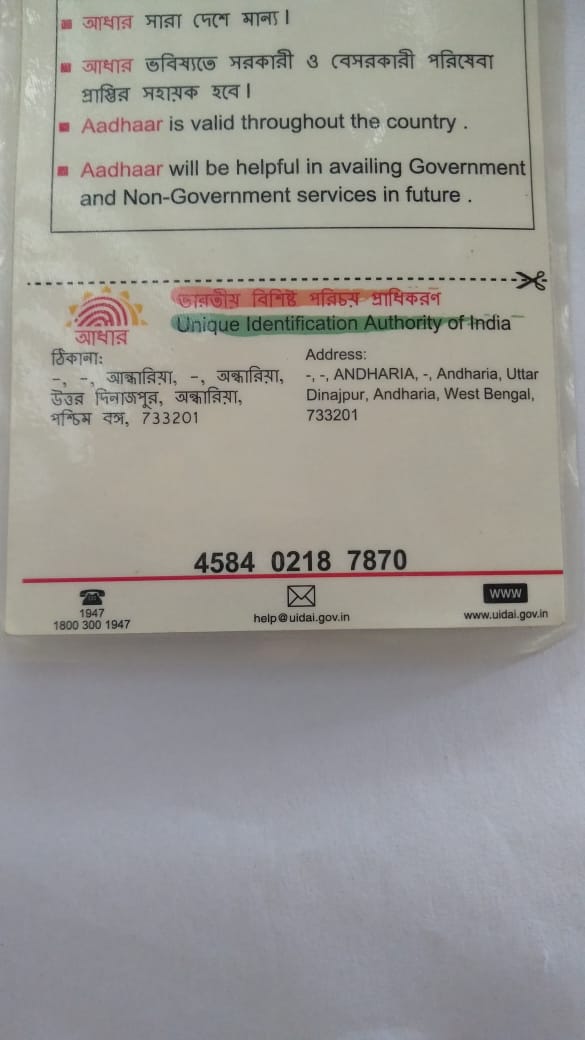 আধার সারা দেশে মান্য ।
আধার ভবিষ্যতে সরকারী ও বেসরকারী পরিষেবা
প্রাপ্তির সহায়ক হবে ।
Aadhaar is valid throughout the country .
Aadhaar will be helpful in availing Government
and Non-Government services in future .
ভারতীয় বিশিষ্ট পরিচয় প্রাধিকরণ
Unique Identification Authority of India
আধার
ঠিকানা:
-, -, আন্ধারিয়া, -, অন্ধারিয়া,
উত্তর দিনাজপুর, অন্ধারিয়া,
পশ্চিম বঙ্গ, 733201
Address:
-, -, ANDHARIA, -, Andharia, Uttar
Dinajpur, Andharia, West Bengal,
733201
4584 0218 7870
1947
1800 300 1947
help@uidai.gov.in
WWW
www.uidai.gov.in